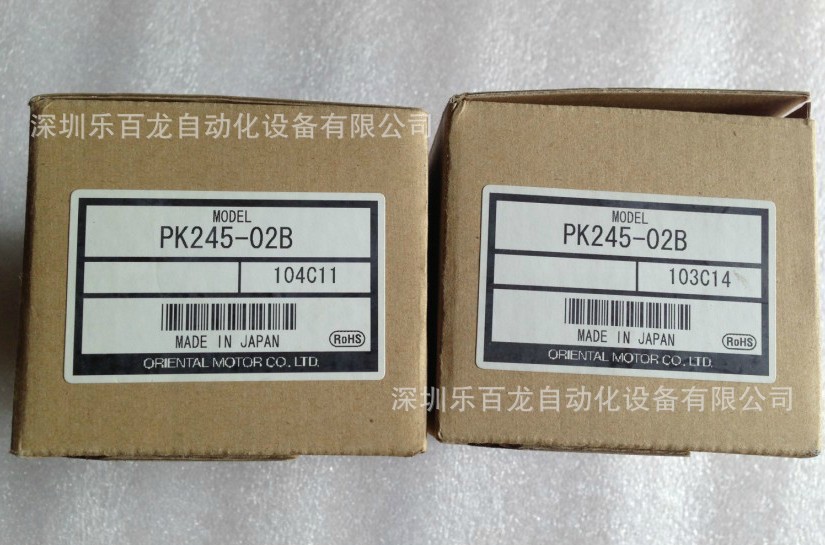 深圳乐百龙自动化设备有限公司
MODEL
PK245-02B
104C11
MADE IN JAPAN
RoHS
ORIENTAL MOTOR CO., LTD.
MODEL
PK245-02B
103C14
MADE IN JAPAN
RoHS
ORIENTAL MOTOR CO., LTD.
深圳乐百龙自动化设备有限公司